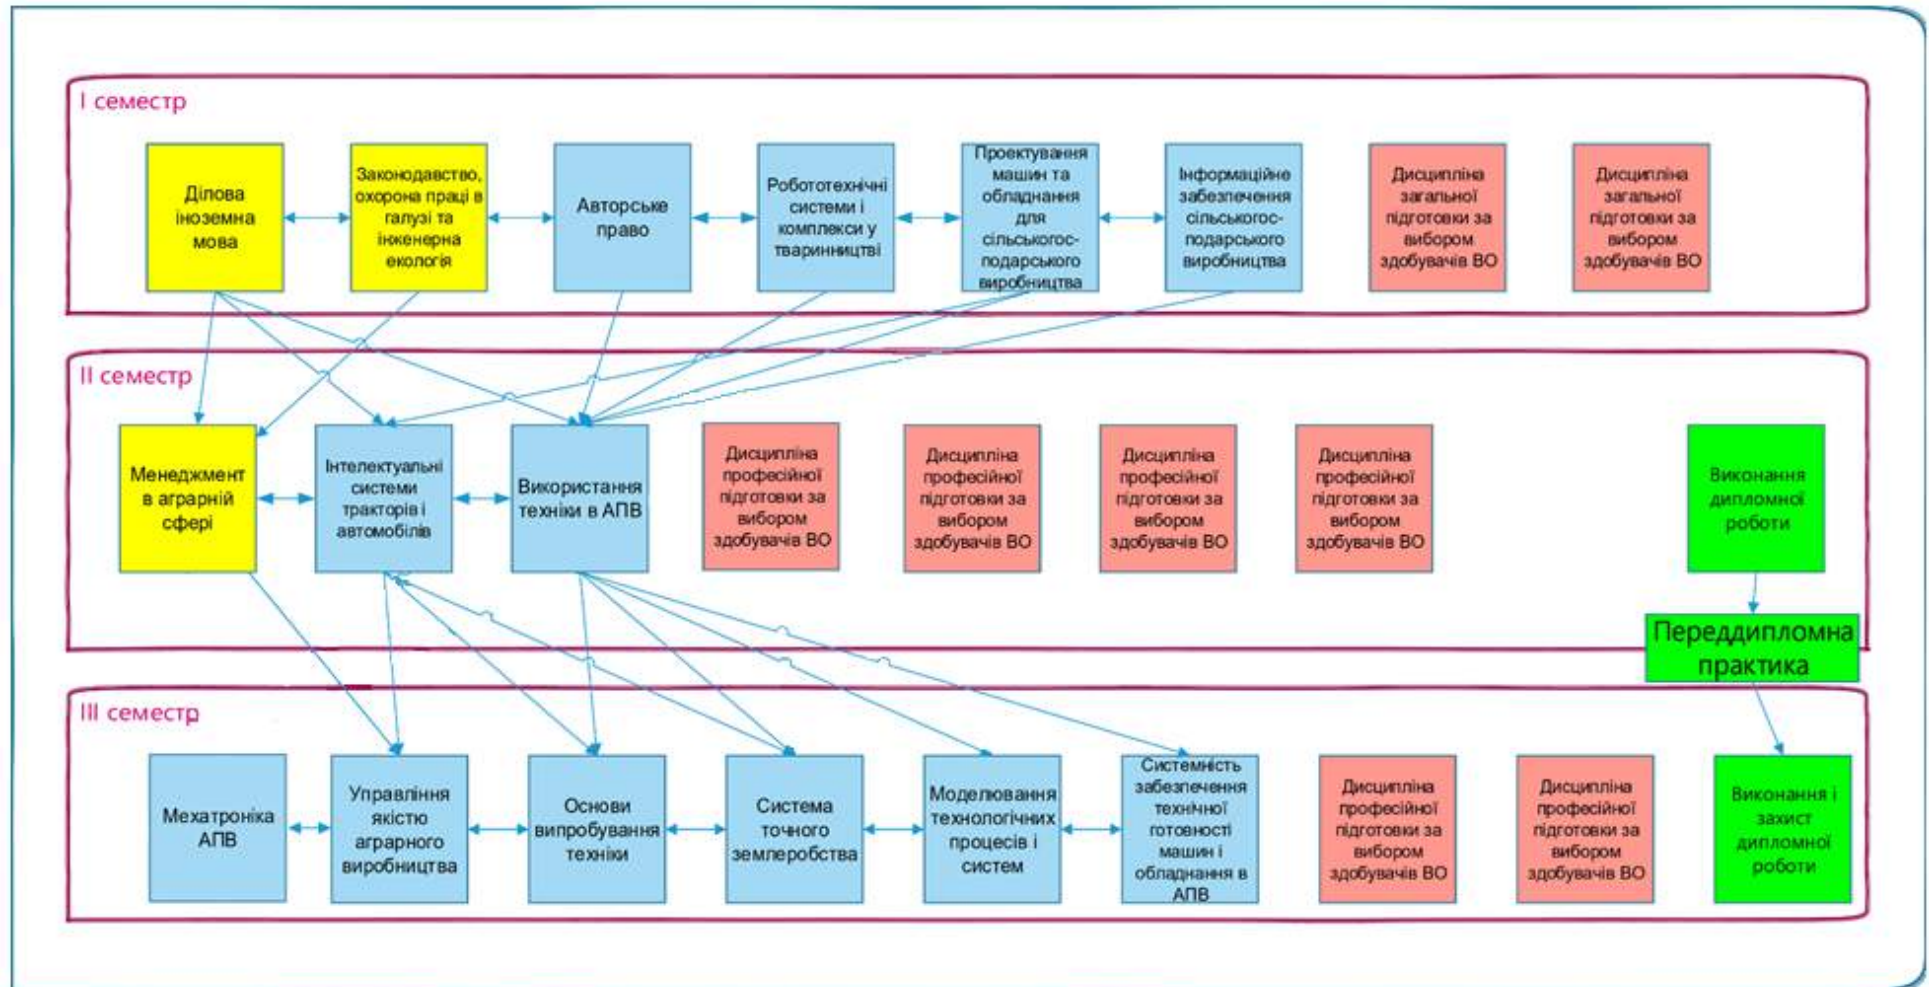 І семестр
Ділова
іноземна
мова
Законодавство,
охорона праці в
галузі та
інженерна
екологія
Авторське
право
Робототехнічні
системи і
комплекси у
тваринництві
Проектування
машин та
обладнання
для
сільськогос-
подарського
виробництва
Інформаційне
забезпечення
сільськогос-
подарського
виробництва
Дисципліна
загальної
підготовки за
вибором
здобувачів ВО
Дисципліна
загальної
підготовки за
вибором
здобувачів ВО
ІІ семестр
Менеджмент
в аграрній
сфері
Інтелектуальні
системи
тракторів і
автомобілів
Використання
техніки в АПВ
Дисципліна
професійної
підготовки за
вибором
здобувачів ВО
Дисципліна
професійної
підготовки за
вибором
здобувачів ВО
Дисципліна
професійної
підготовки за
вибором
здобувачів ВО
Дисципліна
професійної
підготовки за
вибором
здобувачів ВО
Виконання
дипломної
роботи
Переддипломна
практика
ІІІ семестр
Мехатроніка
АПВ
Управління
якістю
аграрного
виробництва
Основи
випробування
техніки
Система
точного
землеробства
Моделювання
технологічних
процесів і
систем
Системність
забезпечення
технічної
готовності
машин і
обладнання в
АПВ
Дисципліна
професійної
підготовки за
вибором
здобувачів ВО
Дисципліна
професійної
підготовки за
вибором
здобувачів ВО
Виконання і
захист
дипломної
роботи